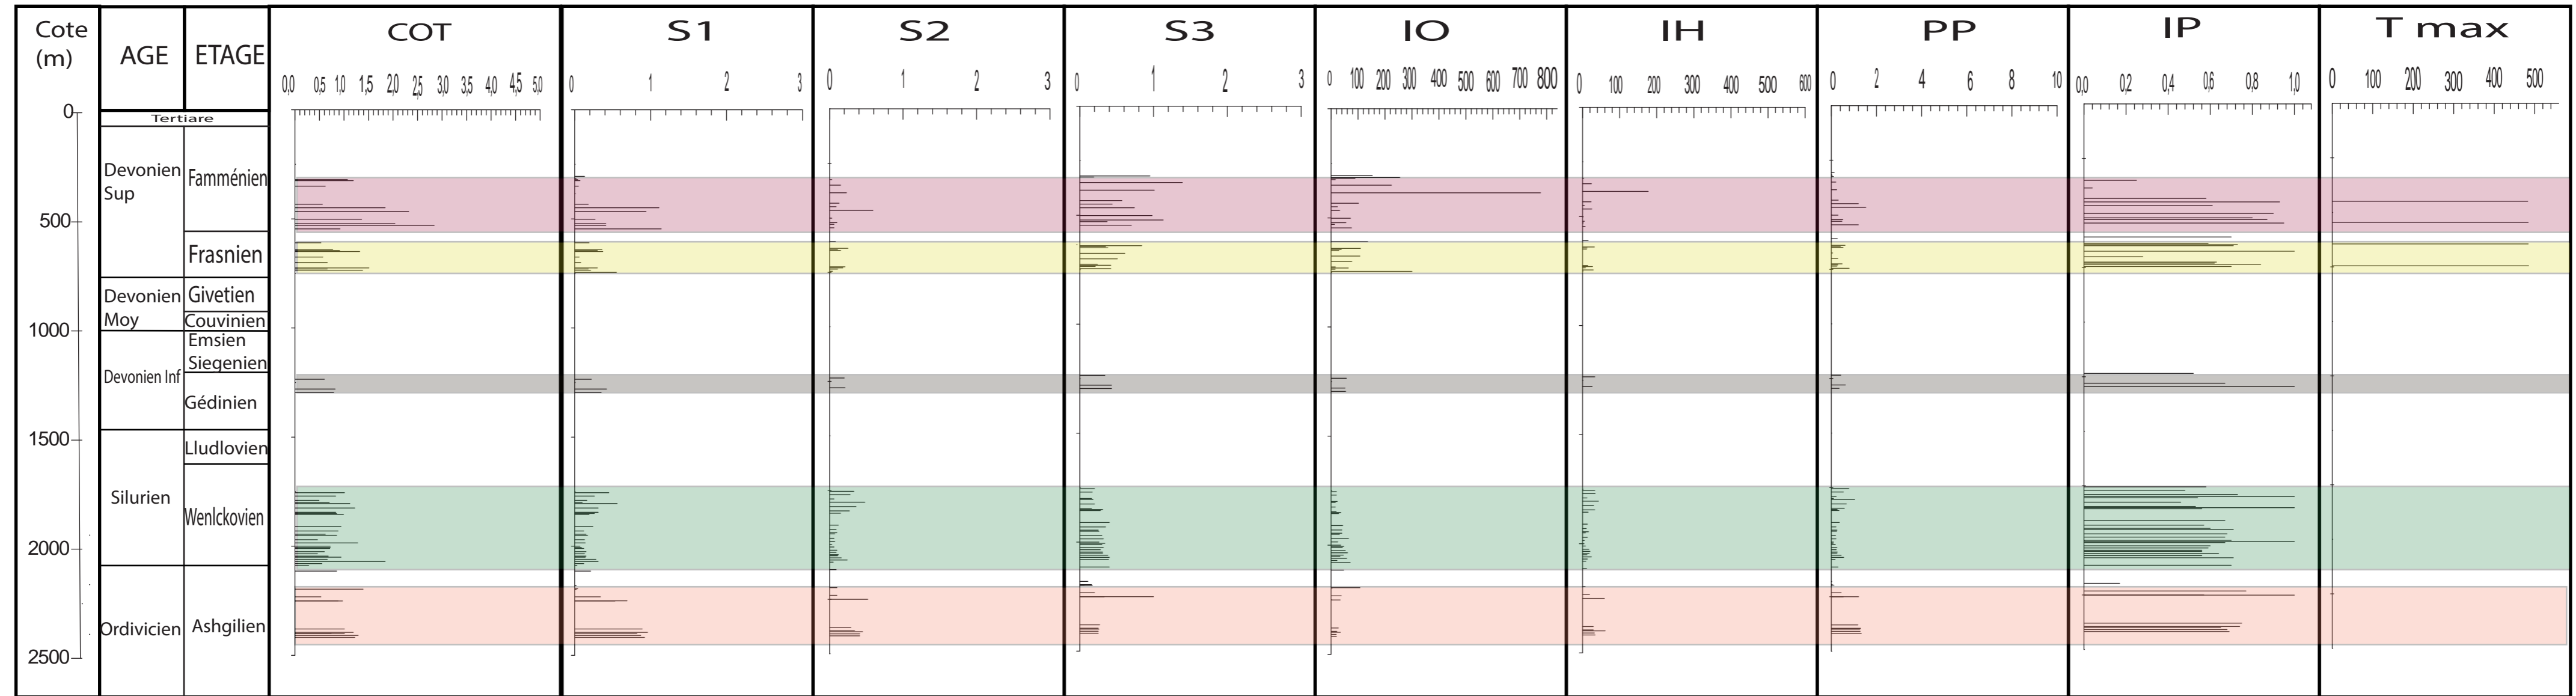 Cote (m) AGE ETAGE COT S1 S2 S3 IO IH PP IP T max
0,0 0,5 1,0 1,5 2,0 2,5 3,0 3,5 4,0 4,5 5,0
0 1 2 3
0 1 2 3
0 1 2 3
0 100 200 300 400 500 600 700 800
0 100 200 300 400 500 600
0 2 4 6 8 10
0,0 0,2 0,4 0,6 0,8 1,0
0 100 200 300 400 500
0
Tertiare
Devonien Sup
Famménien
500
Frasnien
Devonien Moy
Givetien
Couvinien
1000
Emsien
Siegenien
Devonien Inf
Gédinien
1500
Lludlovien
Silurien
Wenlckovien
2000
Ordivicien
Ashgilien
2500